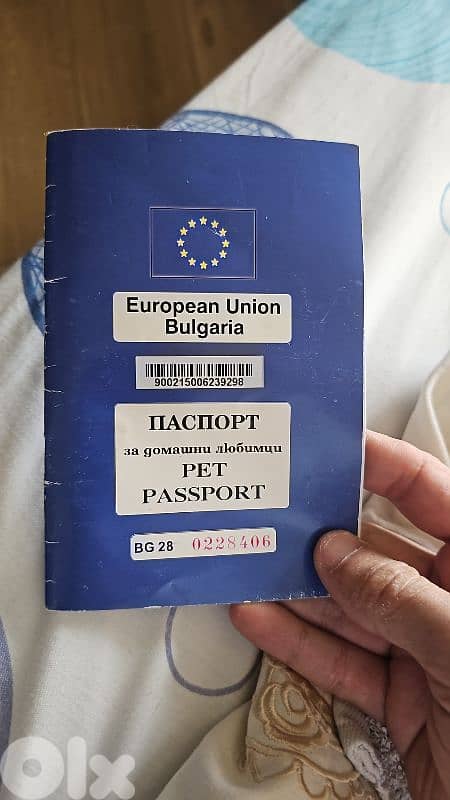 European Union
Bulgaria
900215006239298
ПАСПОРТ
за домашни любимци
PET
PASSPORT
BG 28 0228406
OLX